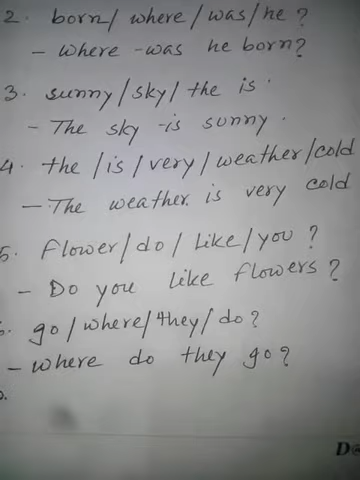 2. born/ where/was/he?
- where -was he born?
3. sunny/sky/ the is.
- The sky -is sunny.
4. the/is/very/weather/cold
- The weather is very cold
5. Flower/do/Like/you?
- Do you like flowers?
go/where/they/do?
- where do they go?